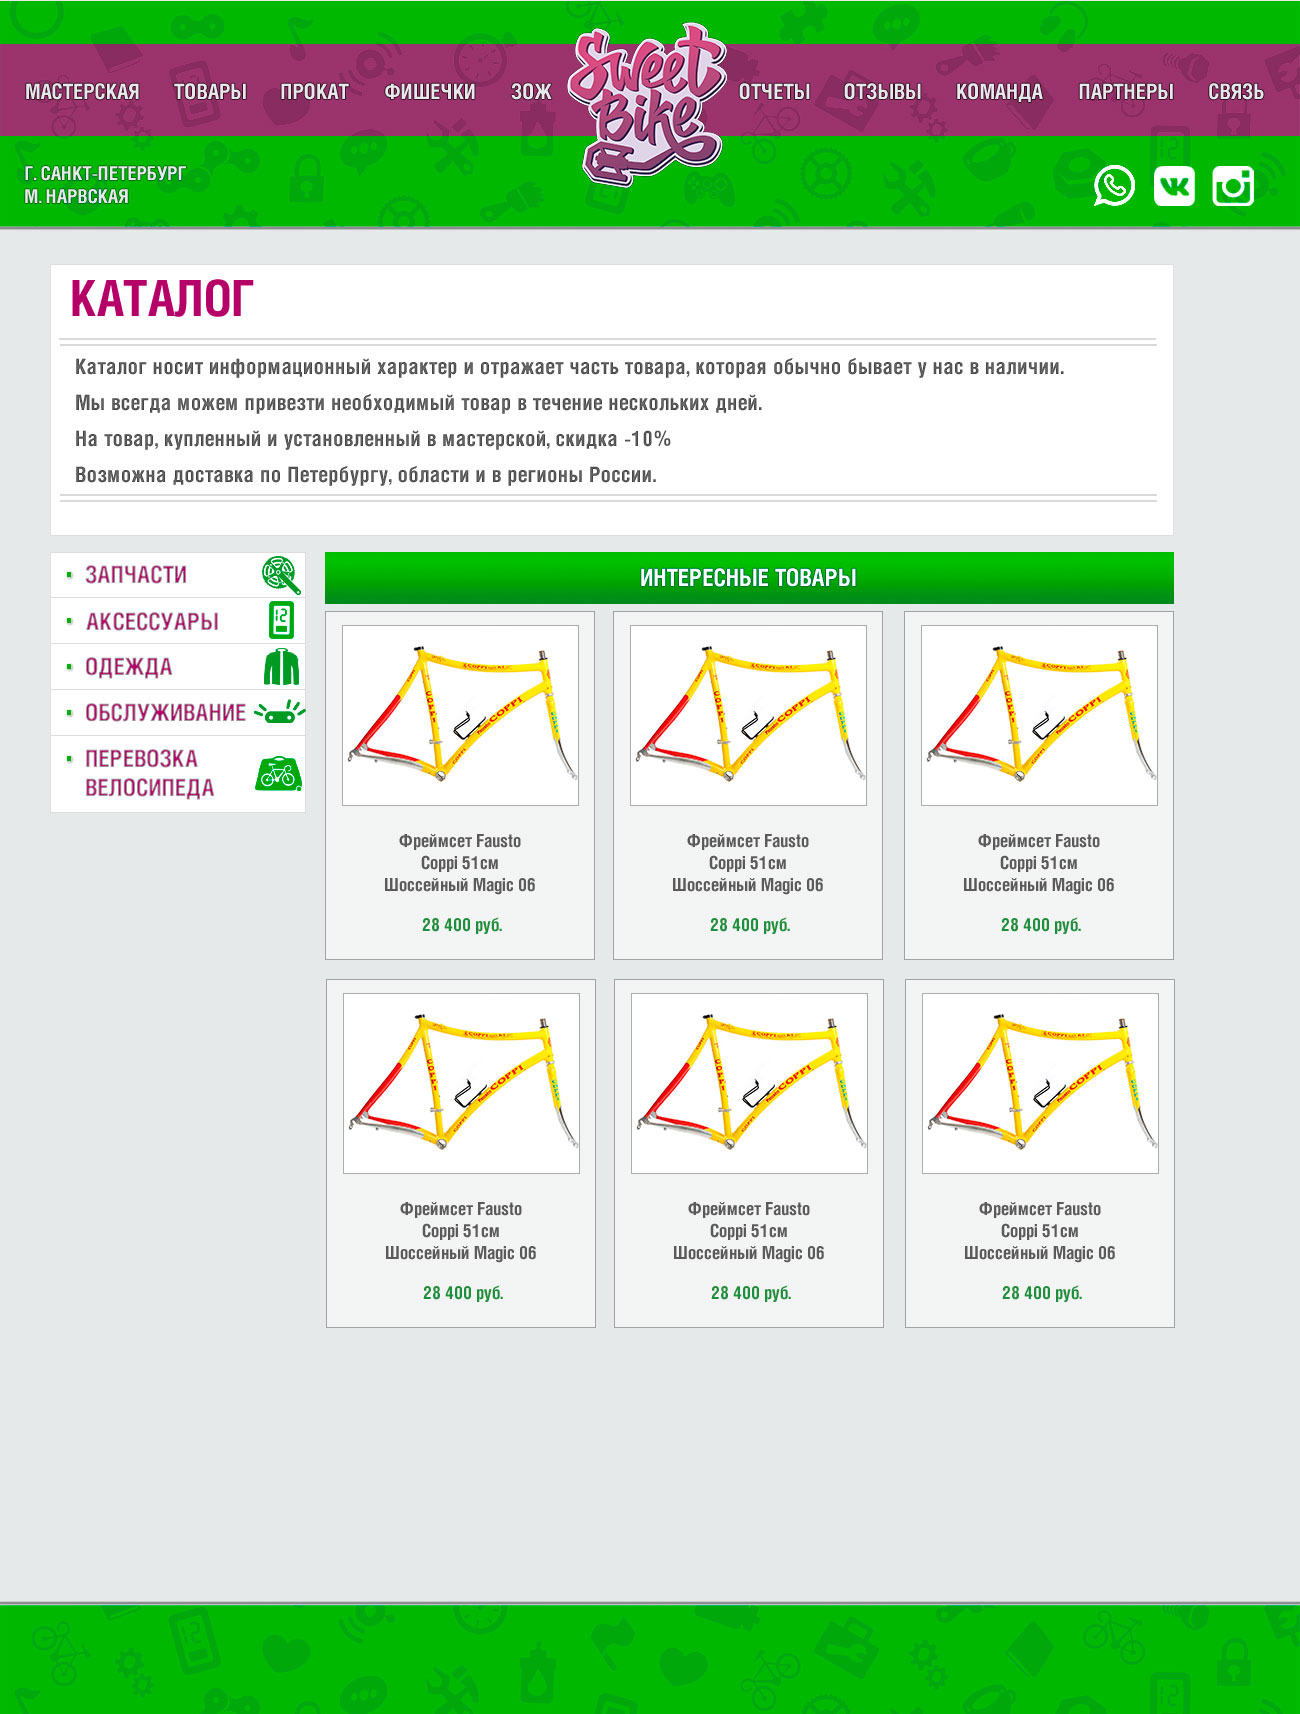 МАСТЕРСКАЯ ТОВАРЫ ПРОКАТ ФИШЕЧКИ ЗОЖ
Sweet
Bike
ОТЧЕТЫ ОТЗЫВЫ КОМАНДА ПАРТНЕРЫ СВЯЗЬ
Г. САНКТ-ПЕТЕРБУРГ
М. НАРВСКАЯ
КАТАЛОГ
Каталог носит информационный характер и отражает часть товара, которая обычно бывает у нас в наличии.
Мы всегда можем привезти необходимый товар в течение нескольких дней.
На товар, купленный и установленный в мастерской, скидка -10%
Возможна доставка по Петербургу, области и в регионы России.
ЗАПЧАСТИ
АКСЕССУАРЫ
ОДЕЖДА
ОБСЛУЖИВАНИЕ
ПЕРЕВОЗКА
ВЕЛОСИПЕДА
ИНТЕРЕСНЫЕ ТОВАРЫ
Фреймсет Fausto
Coppi 51см
Шоссейный Magic 06
28 400 руб.
Фреймсет Fausto
Coppi 51см
Шоссейный Magic 06
28 400 руб.
Фреймсет Fausto
Coppi 51см
Шоссейный Magic 06
28 400 руб.
Фреймсет Fausto
Coppi 51см
Шоссейный Magic 06
28 400 руб.
Фреймсет Fausto
Coppi 51см
Шоссейный Magic 06
28 400 руб.
Фреймсет Fausto
Coppi 51см
Шоссейный Magic 06
28 400 руб.